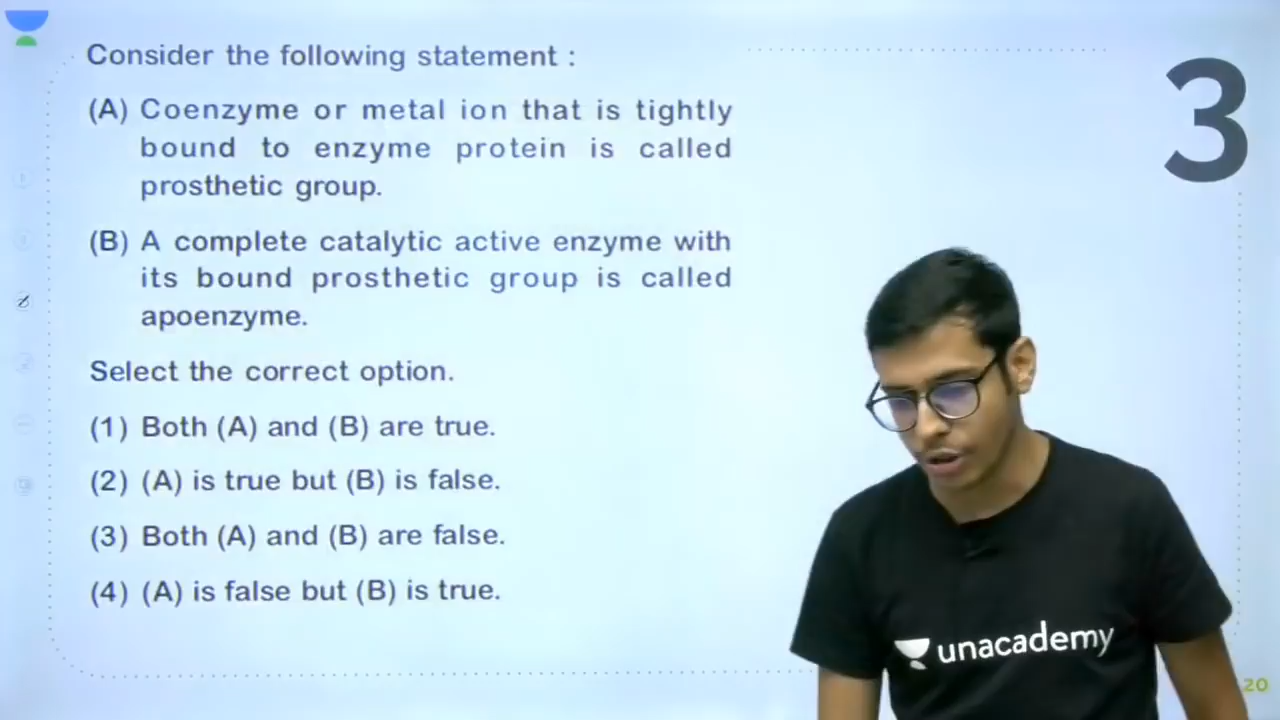 Consider the following statement :
3
(A) Coenzyme or metal ion that is tightly
bound to enzyme protein is called
prosthetic group.
(B) A complete catalytic active enzyme with
its bound prosthetic group is called
apoenzyme.
Select the correct option.
(1) Both (A) and (B) are true.
(2) (A) is true but (B) is false.
(3) Both (A) and (B) are false.
(4) (A) is false but (B) is true.
unacademy
20